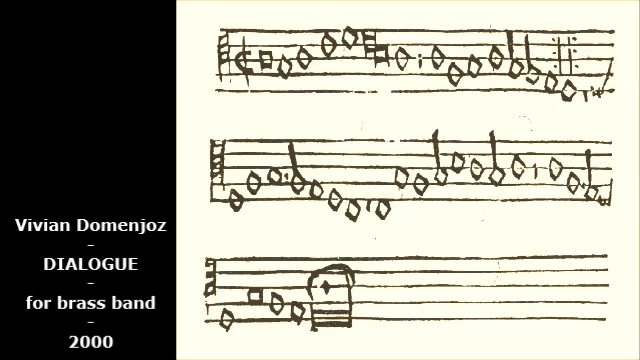 Vivian Domenjoz
–
DIALOGUE
–
for brass band
–
2000